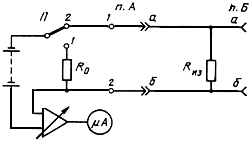 П 2 1 п. А а п. Б а
1
R₀ Rиз
2 б б
μA